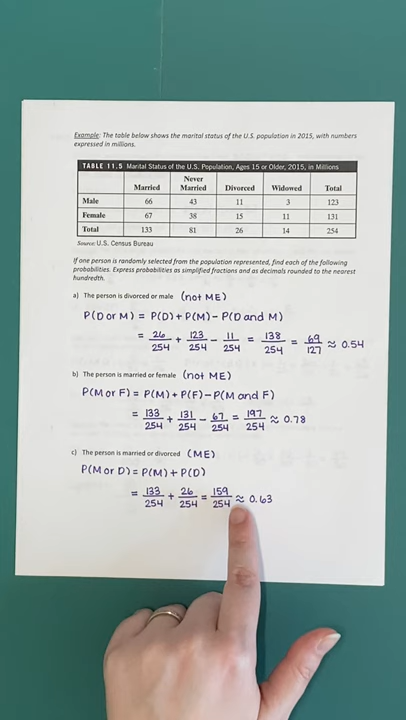 Example: The table below shows the marital status of the U.S. population in 2015, with numbers
expressed in millions.
TABLE 11.5 Marital Status of the U.S. Population, Ages 15 or Older, 2015, in Millions
Married Never Married Divorced Widowed Total
Male 66 43 11 3 123
Female 67 38 15 11 131
Total 133 81 26 14 254
Source: U.S. Census Bureau
If one person is randomly selected from the population represented, find each of the following
probabilities. Express probabilities as simplified fractions and as decimals rounded to the nearest
hundredth.
a) The person is divorced or male (not ME)
P(D or M) = P(D) + P(M) - P(D and M)
= 26/254 + 123/254 - 11/254 = 138/254 = 69/127 ≈ 0.54
b) The person is married or female (not ME)
P(M or F) = P(M) + P(F) - P(M and F)
= 133/254 + 131/254 - 67/254 = 197/254 ≈ 0.78
c) The person is married or divorced (ME)
P(M or D) = P(M) + P(D)
= 133/254 + 26/254 = 159/254 ≈ 0.63